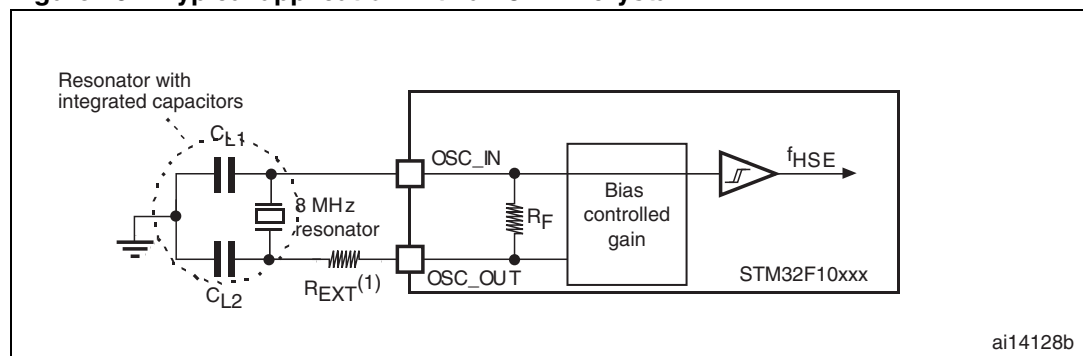 Resonator with
integrated capacitors
CL1
OSC_IN
fHSE
8 MHz
resonator
RF
Bias
controlled
gain
REXT(1)
OSC_OUT
STM32F10xxx
CL2
ai14128b